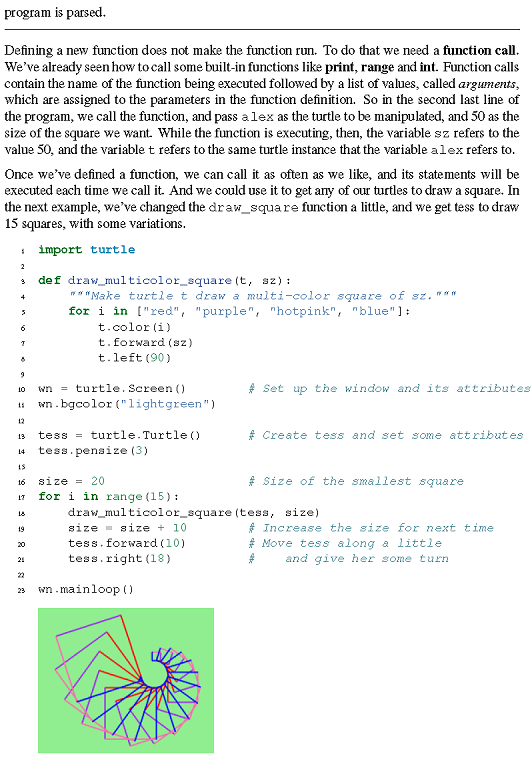 program is parsed.
Defining a new function does not make the function run. To do that we need a function call.
We've already seen how to call some built-in functions like print, range and int. Function calls
contain the name of the function being executed followed by a list of values, called arguments,
which are assigned to the parameters in the function definition. So in the second last line of
the program, we call the function, and pass alex as the turtle to be manipulated, and 50 as the
size of the square we want. While the function is executing, then, the variable sz refers to the
value 50, and the variable t refers to the same turtle instance that the variable alex refers to.
Once we've defined a function, we can call it as often as we like, and its statements will be
executed each time we call it. And we could use it to get any of our turtles to draw a square. In
the next example, we've changed the draw_square function a little, and we get tess to draw
15 squares, with some variations.
1 import turtle
2
3 def draw_multicolor_square(t, sz):
4     """Make turtle t draw a multi-color square of sz."""
5     for i in ["red", "purple", "hotpink", "blue"]:
6         t.color(i)
7         t.forward(sz)
8         t.left(90)
9
10 wn = turtle.Screen()        # Set up the window and its attributes
11 wn.bgcolor("lightgreen")
12
13 tess = turtle.Turtle()      # Create tess and set some attributes
14 tess.pensize(3)
15
16 size = 20                   # Size of the smallest square
17 for i in range(15):
18     draw_multicolor_square(tess, size)
19     size = size + 10        # Increase the size for next time
20     tess.forward(10)        # Move tess along a little
21     tess.right(18)          #    and give her some turn
22
23 wn.mainloop()